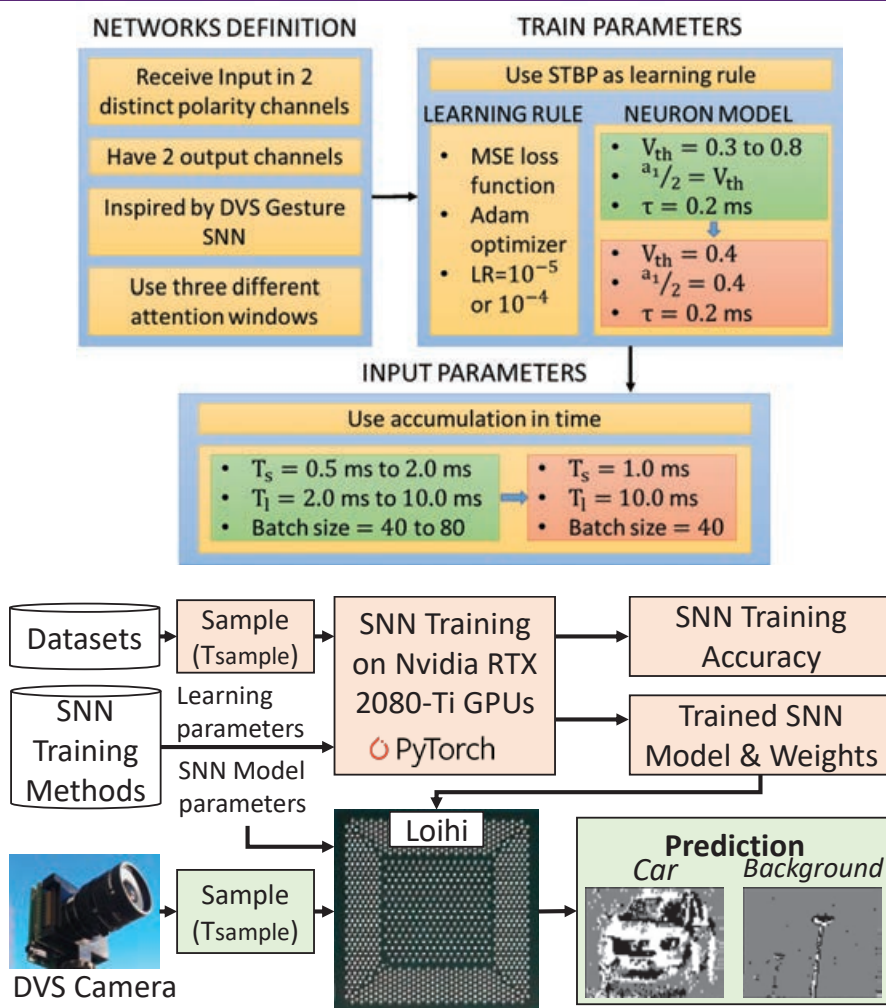 NETWORKS DEFINITION
Receive Input in 2
distinct polarity channels
Have 2 output channels
Inspired by DVS Gesture
SNN
Use three different
attention windows
TRAIN PARAMETERS
Use STBP as learning rule
LEARNING RULE
• MSE loss
function
• Adam
optimizer
• LR=10⁻⁵
or 10⁻⁴
NEURON MODEL
• Vₜₕ = 0.3 to 0.8
• a₁/2 = Vₜₕ
• τ = 0.2 ms
• Vₜₕ = 0.4
• a₁/2 = 0.4
• τ = 0.2 ms
INPUT PARAMETERS
Use accumulation in time
• Tₛ = 0.5 ms to 2.0 ms
• Tₗ = 2.0 ms to 10.0 ms
• Batch size = 40 to 80
• Tₛ = 1.0 ms
• Tₗ = 10.0 ms
• Batch size = 40
Datasets
Sample
(Tsample)
SNN Training
on Nvidia RTX
2080-Ti GPUs
PyTorch
SNN Training
Accuracy
SNN
Training
Methods
Learning
parameters
SNN Model
parameters
Trained SNN
Model & Weights
Loihi
DVS Camera
Sample
(Tsample)
Prediction
Car
Background